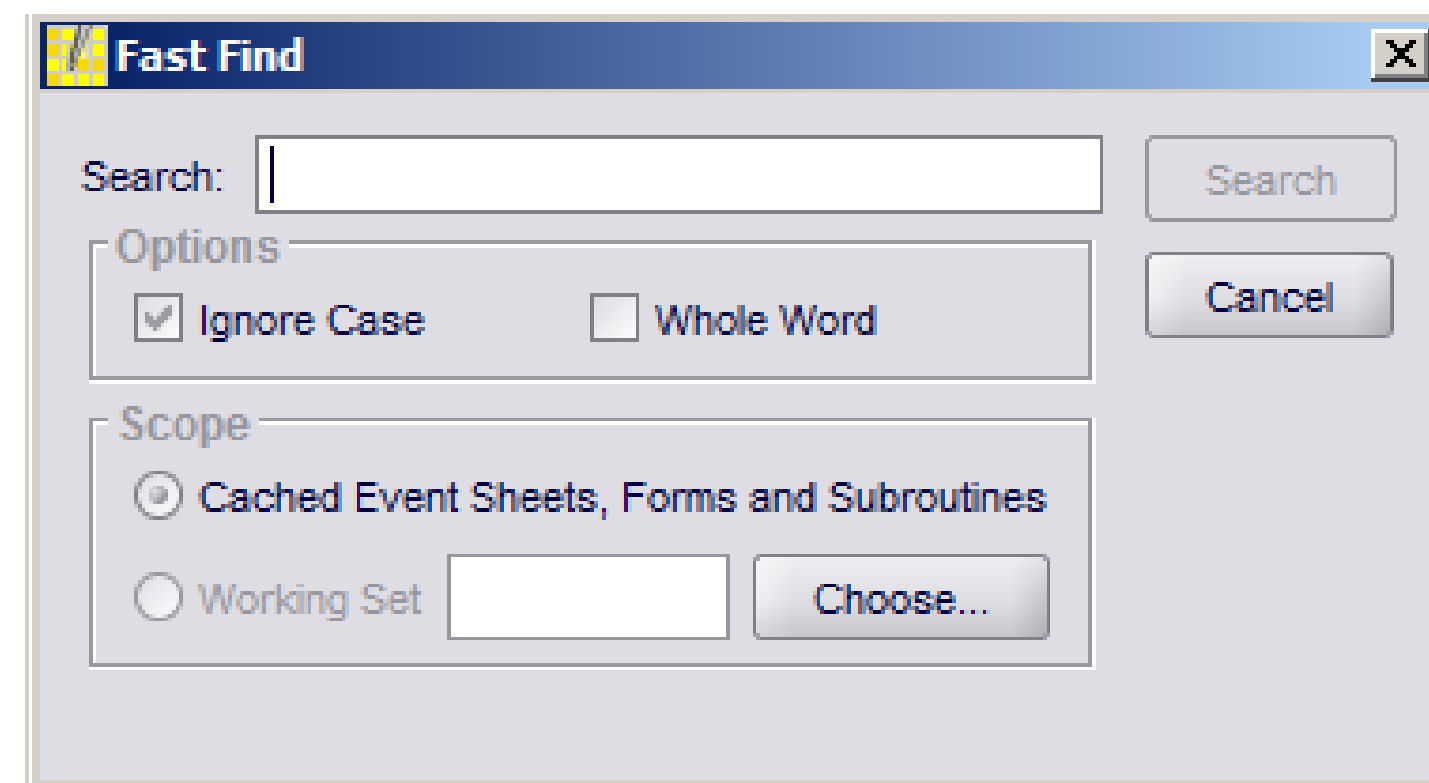 Fast Find
Search:
Search
Options
Ignore Case Whole Word
Cancel
Scope
Cached Event Sheets, Forms and Subroutines
Working Set Choose...